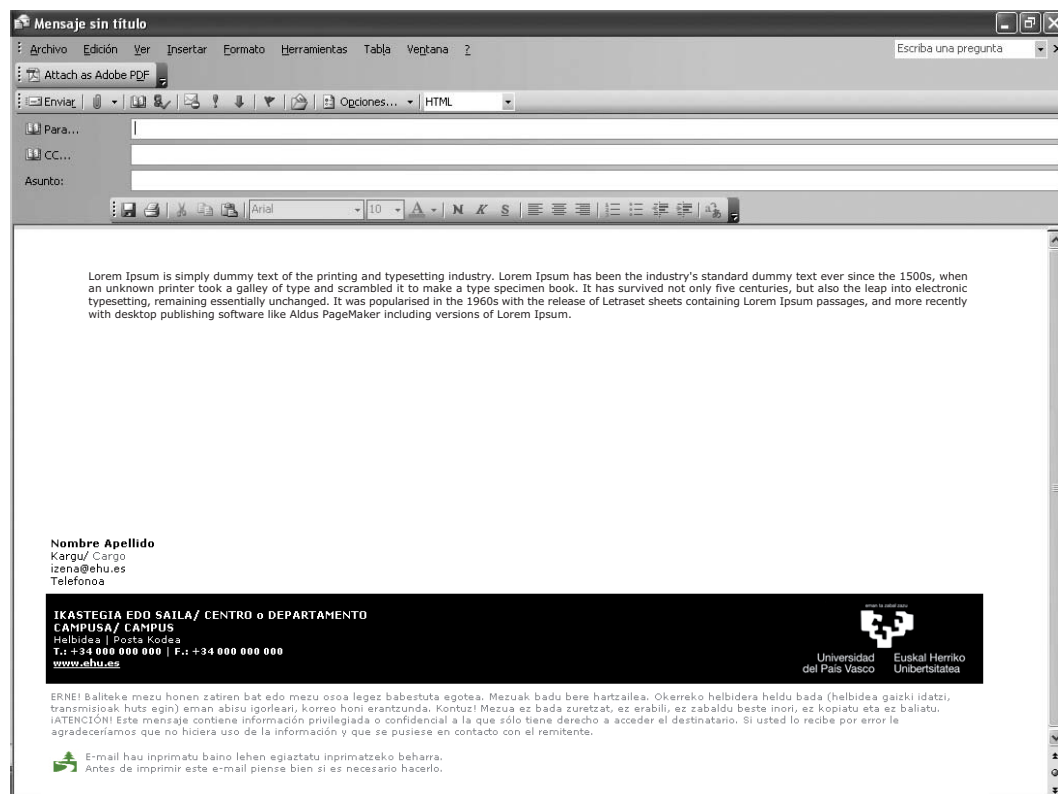 Mensaje sin título
Archivo Edición Ver Insertar Formato Herramientas Tabla Ventana ? Escriba una pregunta
Attach as Adobe PDF
Enviar Opciones... HTML
Para...
CC...
Asunto:
Arial 10 A N K S
Lorem Ipsum is simply dummy text of the printing and typesetting industry. Lorem Ipsum has been the industry's standard dummy text ever since the 1500s, when
an unknown printer took a galley of type and scrambled it to make a type specimen book. It has survived not only five centuries, but also the leap into electronic
typesetting, remaining essentially unchanged. It was popularised in the 1960s with the release of Letraset sheets containing Lorem Ipsum passages, and more recently
with desktop publishing software like Aldus PageMaker including versions of Lorem Ipsum.
Nombre Apellido
Kargu/ Cargo
izena@ehu.es
Telefonoa
IKASTEGIA EDO SAILA/ CENTRO o DEPARTAMENTO
CAMPUSA/ CAMPUS
Helbidea | Posta Kodea
T.: +34 000 000 000 | F.: +34 000 000 000
www.ehu.es
eman ta zabal zazu
Universidad Euskal Herriko
del País Vasco Unibertsitatea
ERNE! Baliteke mezu honen zatiren bat edo mezu osoa legez babestuta egotea. Mezuak badu bere hartzailea. Okerreko helbidera heldu bada (helbidea gaizki idatzi,
transmisioak huts egin) eman abisu igorleari, korreo honi erantzunda. Kontuz! Mezua ez bada zuretzat, ez erabili, ez zabaldu beste inori, ez kopiatu eta ez baliatu.
¡ATENCIÓN! Este mensaje contiene información privilegiada o confidencial a la que sólo tiene derecho a acceder el destinatario. Si usted lo recibe por error le
agradeceríamos que no hiciera uso de la información y que se pusiese en contacto con el remitente.
E-mail hau inprimatu baino lehen egiaztatu inprimatzeko beharra.
Antes de imprimir este e-mail piense bien si es necesario hacerlo.